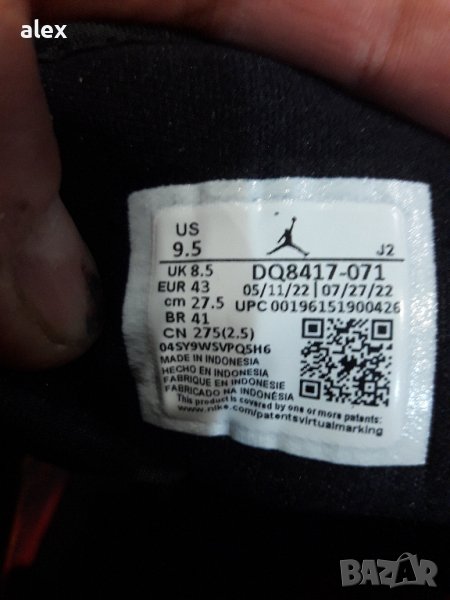 alex
US
9.5
J2
UK 8.5
EUR 43
cm 27.5
BR 41
CN 275(2.5)
DQ8417-071
05/11/22 07/27/22
UPC 00196151900426
04SY9WSVPQ5H6
MADE IN INDONESIA
HECHO EN INDONESIA
FABRIQUE EN INDONESIE
FABRICADO NA INDONÉSIA
This product is covered by one or more patents:
www.nike.com/patentsvirtualmarking
BAZAR